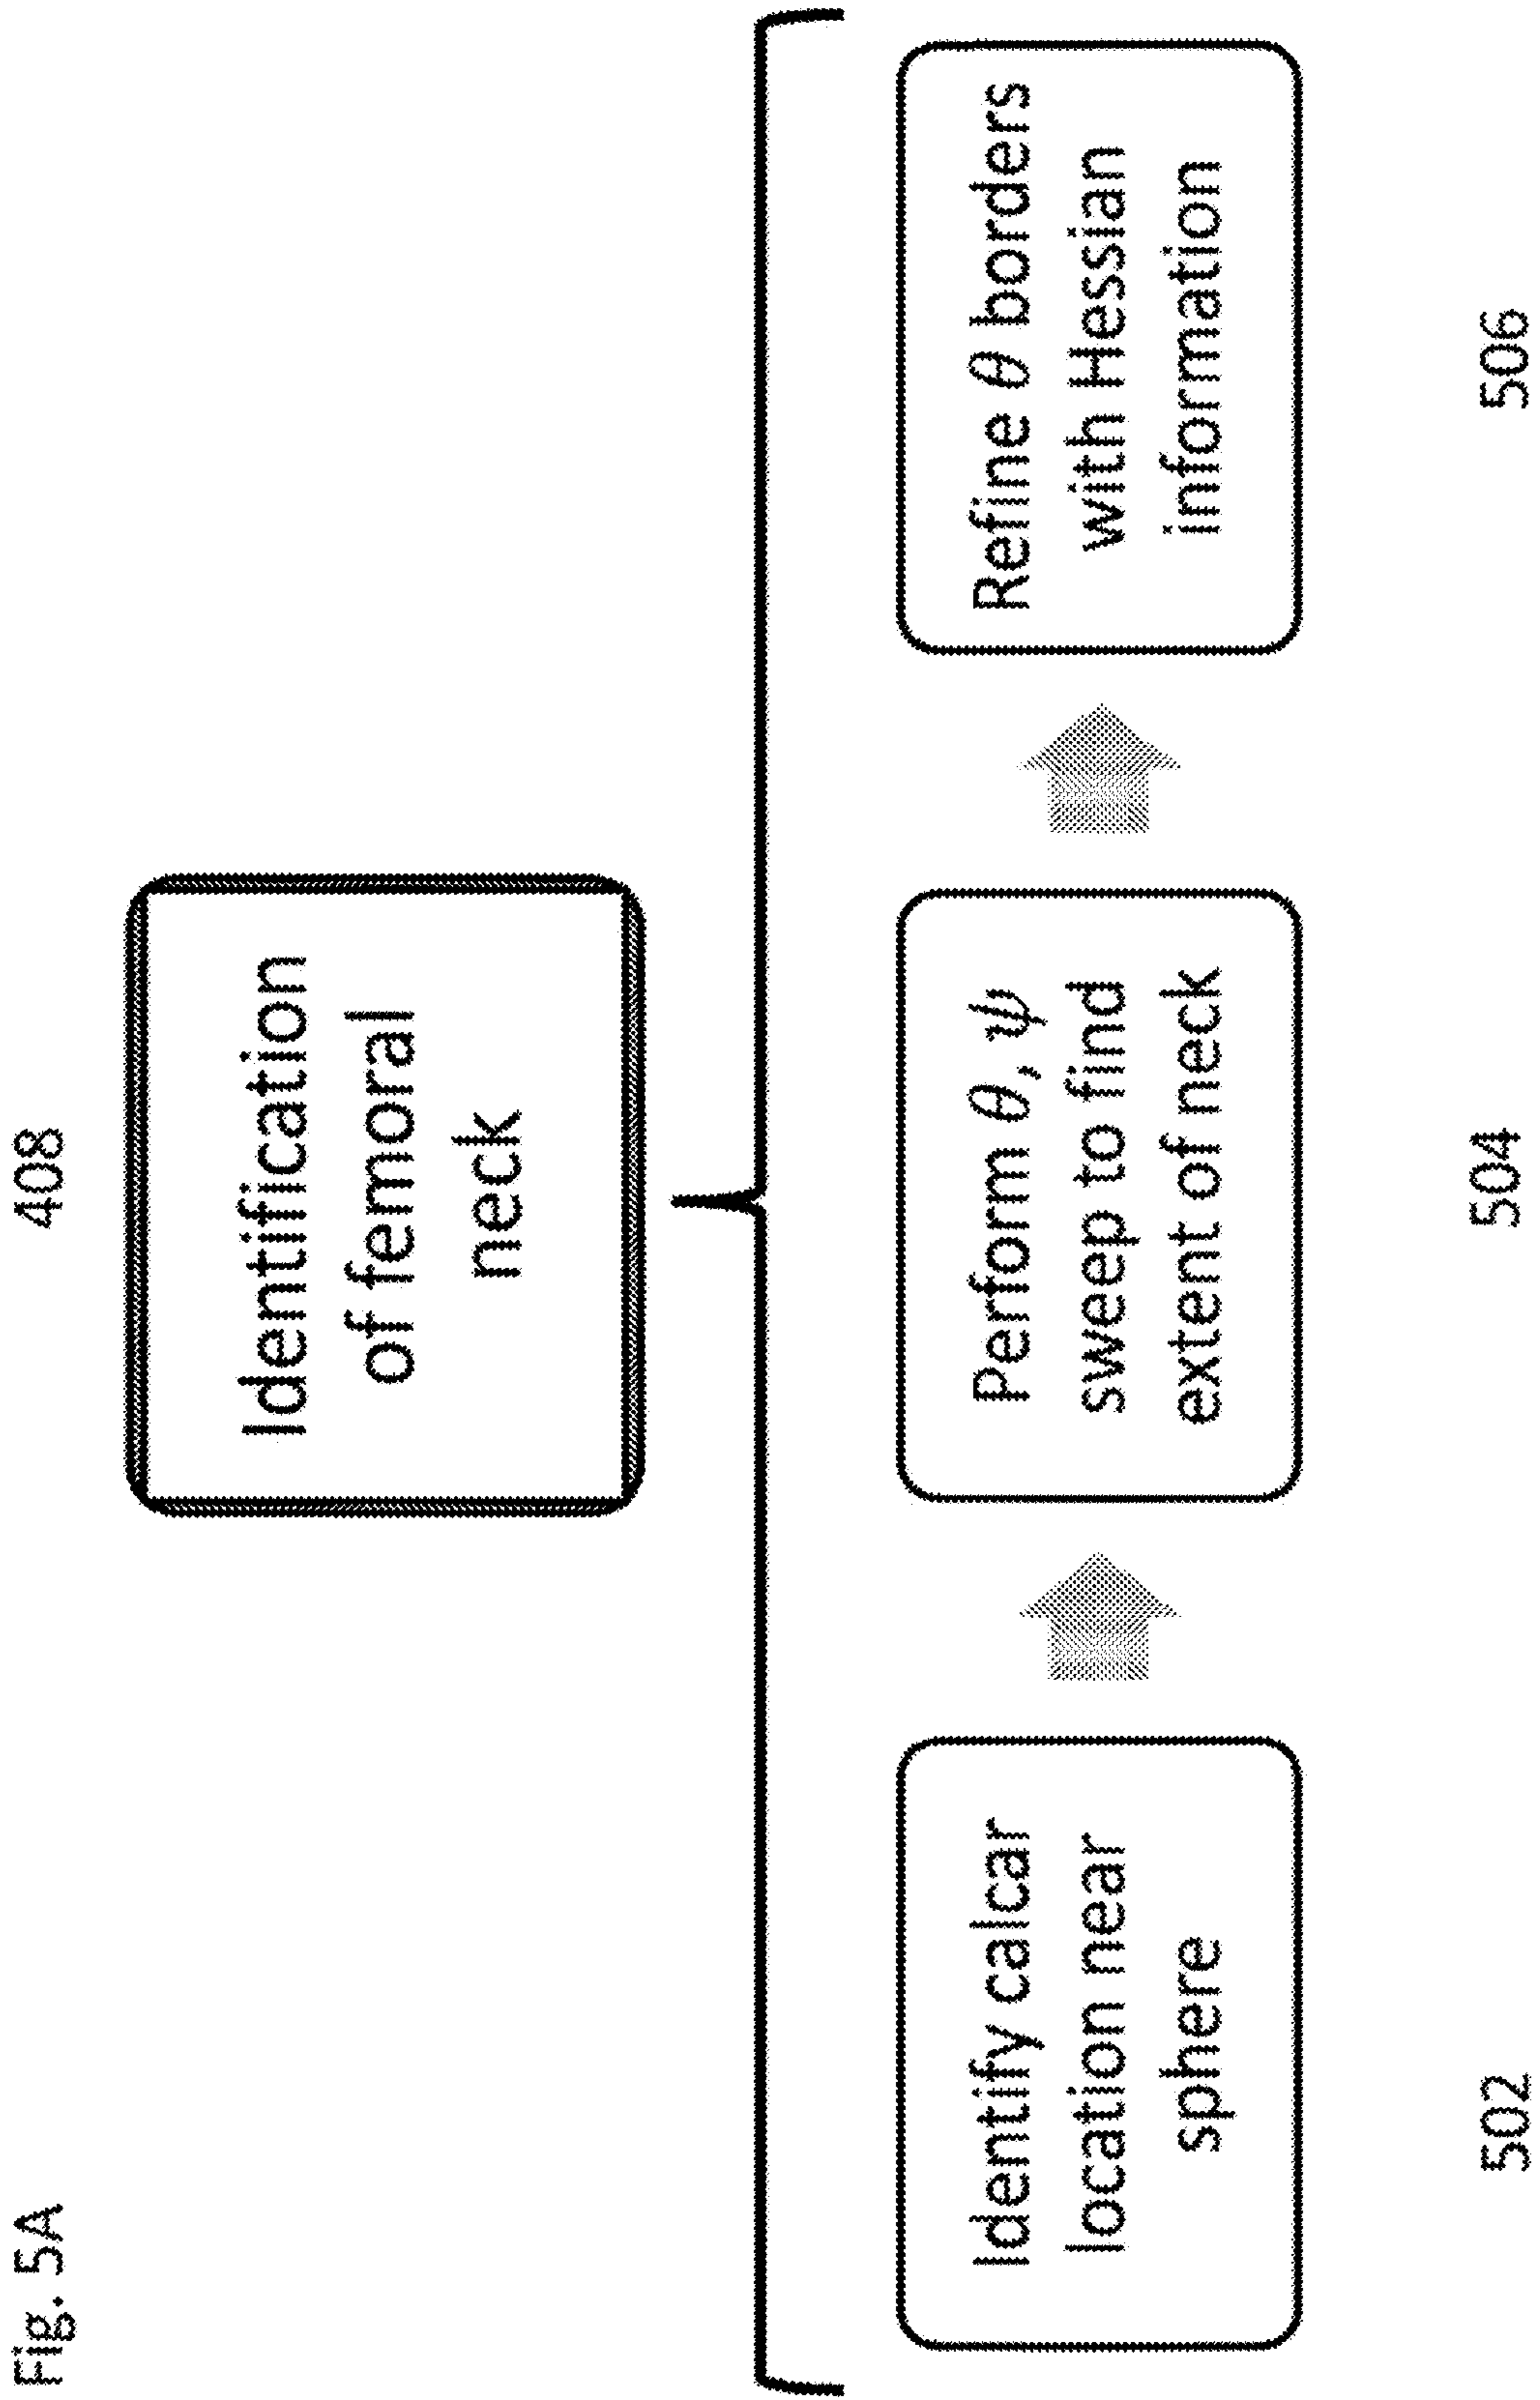 Fig. 5A
408
Identification
of femoral
neck
Identify calcar
location near
sphere
Perform θ, ψ
sweep to find
extent of neck
Refine θ borders
with Hessian
information
502
504
506